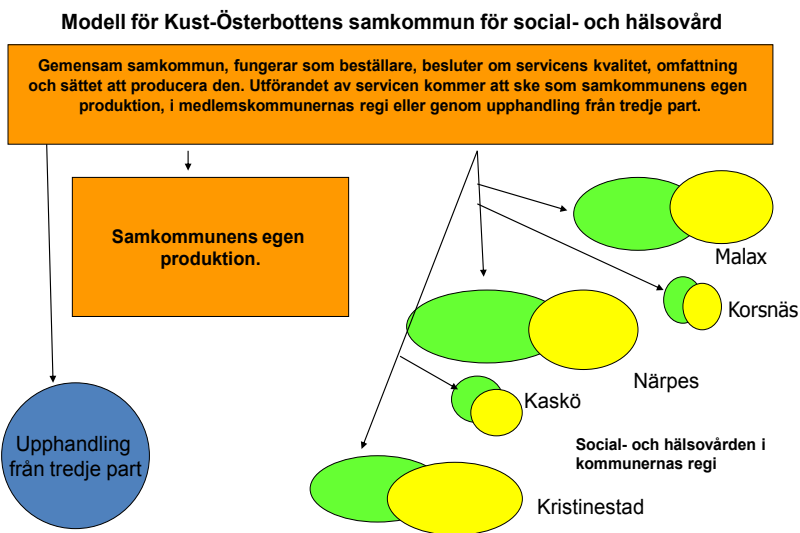 Modell för Kust-Österbottens samkommun för social- och hälsovård
Gemensam samkommun, fungerar som beställare, besluter om servicens kvalitet, omfattning
och sättet att producera den. Utförandet av servicen kommer att ske som samkommunens egen
produktion, i medlemskommunernas regi eller genom upphandling från tredje part.
Samkommunens egen
produktion.
Malax
Korsnäs
Närpes
Kaskö
Upphandling
från tredje part
Social- och hälsovården i
kommunernas regi
Kristinestad